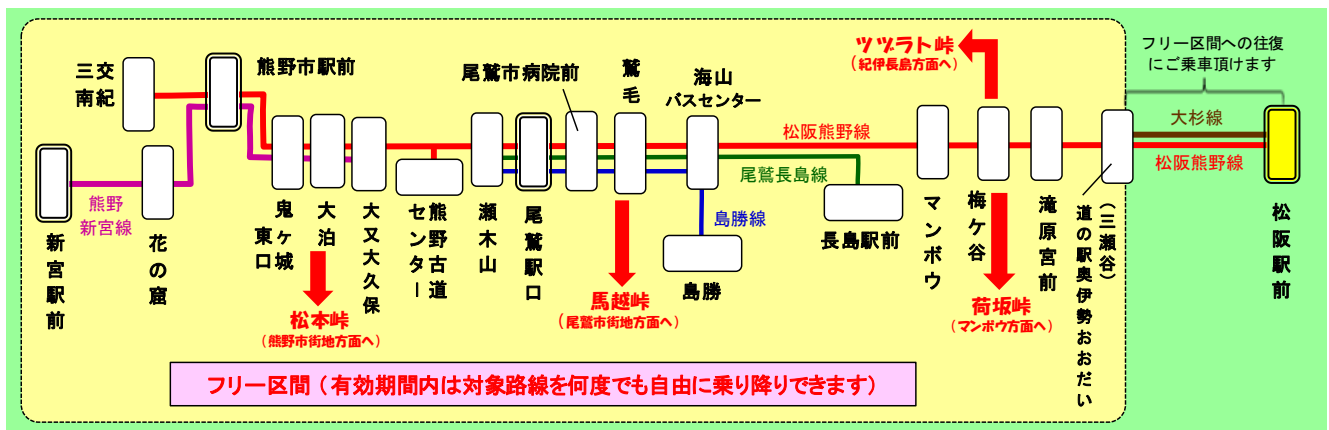 三交
南紀
熊野市駅前
尾鷲市病院前
鷲毛
海山
バスセンター
ツヅラト峠
(紀伊長島方面へ)
フリー区間への往復
にご乗車頂けます
大杉線
松阪熊野線
松阪熊野線
尾鷲長島線
島勝線
熊野
新宮線
新宮駅前
花の窟
鬼ヶ城
東口
大泊
大又大久保
熊野古道
センター
瀬木山
尾鷲駅口
島勝
長島駅前
マンボウ
梅ケ谷
滝原宮前
(三瀬谷)
道の駅奥伊勢おおだい
松阪駅前
松本峠
(熊野市街地方面へ)
馬越峠
(尾鷲市街地方面へ)
荷坂峠
(マンボウ方面へ)
フリー区間(有効期間内は対象路線を何度でも自由に乗り降りできます)